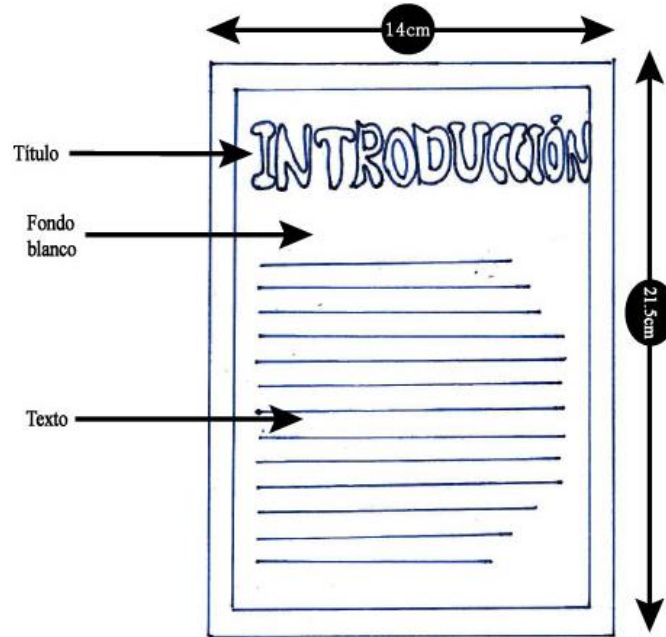 14cm
INTRODUCCIÓN
Título
Fondo
blanco
21.5cm
Texto